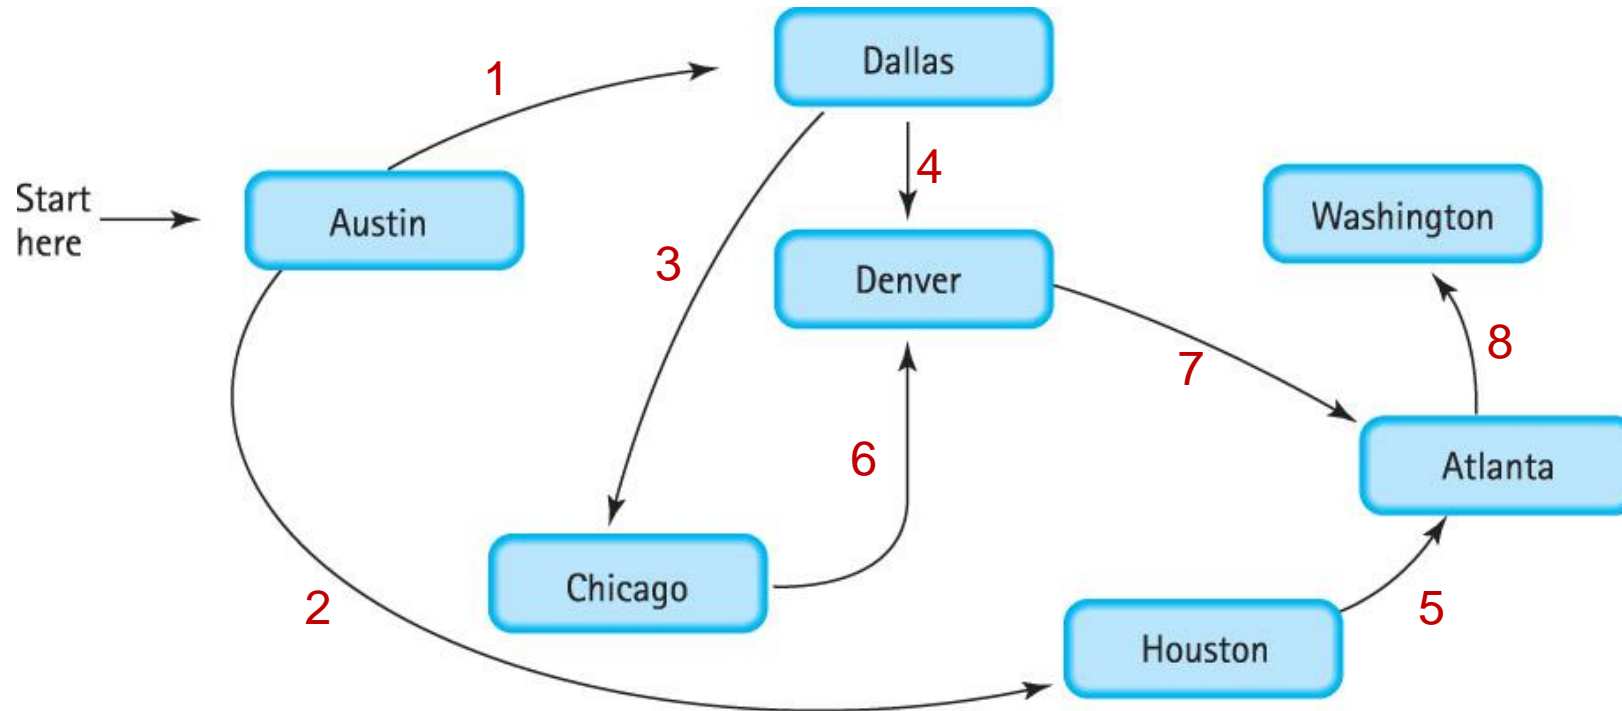 Dallas
1
4
Start
here
Austin
Washington
3
Denver
8
7
6
Atlanta
Chicago
2
5
Houston